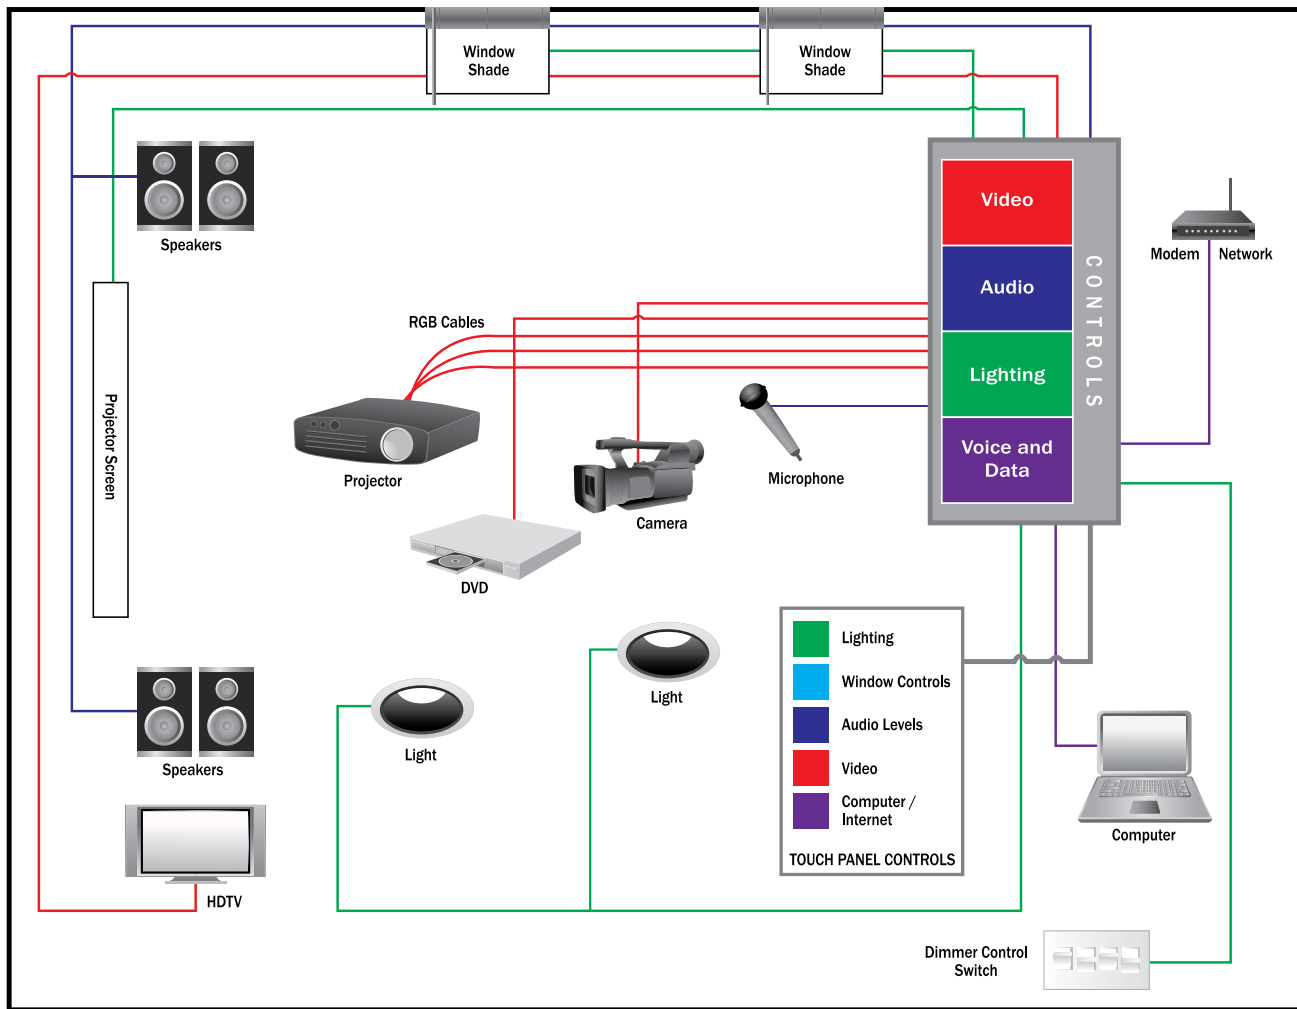 Window
Shade
Window
Shade
Speakers
Video
Audio
Lighting
Voice and
Data
CONTROLS
Modem
Network
RGB Cables
Projector Screen
Projector
Microphone
Camera
DVD
Light
Light
Speakers
HDTV
Lighting
Window Controls
Audio Levels
Video
Computer /
Internet
TOUCH PANEL CONTROLS
Computer
Dimmer Control
Switch